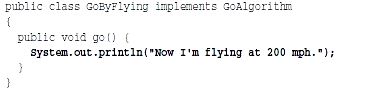 public class GoByFlying implements GoAlgorithm
{
  public void go() {
    System.out.println("Now I'm flying at 200 mph.");
  }
}